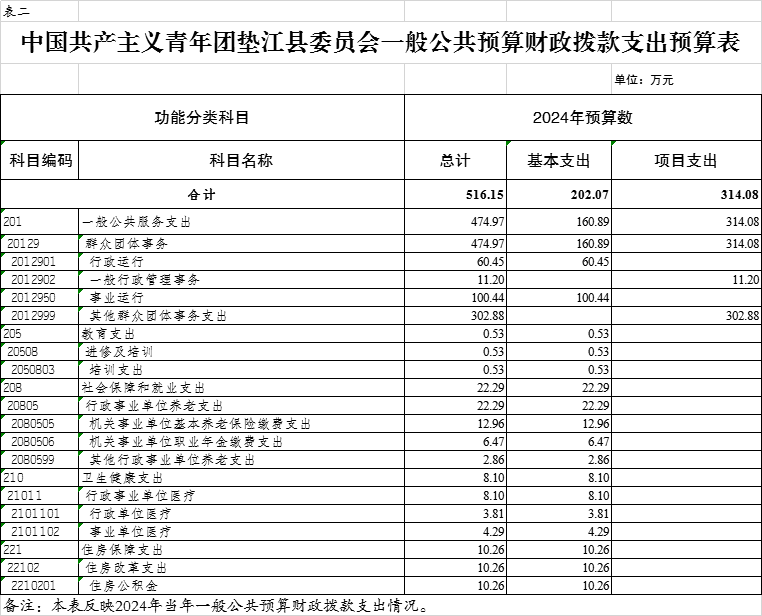 表二
中国共产主义青年团垫江县委员会一般公共预算财政拨款支出预算表
单位：万元
功能分类科目 2024年预算数
科目编码 科目名称 总计 基本支出 项目支出
合计 516.15 202.07 314.08
201 一般公共服务支出 474.97 160.89 314.08
20129 群众团体事务 474.97 160.89 314.08
2012901 行政运行 60.45 60.45
2012902 一般行政管理事务 11.20 11.20
2012950 事业运行 100.44 100.44
2012999 其他群众团体事务支出 302.88 302.88
205 教育支出 0.53 0.53
20508 进修及培训 0.53 0.53
2050803 培训支出 0.53 0.53
208 社会保障和就业支出 22.29 22.29
20805 行政事业单位养老支出 22.29 22.29
2080505 机关事业单位基本养老保险缴费支出 12.96 12.96
2080506 机关事业单位职业年金缴费支出 6.47 6.47
2080599 其他行政事业单位养老支出 2.86 2.86
210 卫生健康支出 8.10 8.10
21011 行政事业单位医疗 8.10 8.10
2101101 行政单位医疗 3.81 3.81
2101102 事业单位医疗 4.29 4.29
221 住房保障支出 10.26 10.26
22102 住房改革支出 10.26 10.26
2210201 住房公积金 10.26 10.26
备注：本表反映2024年当年一般公共预算财政拨款支出情况。